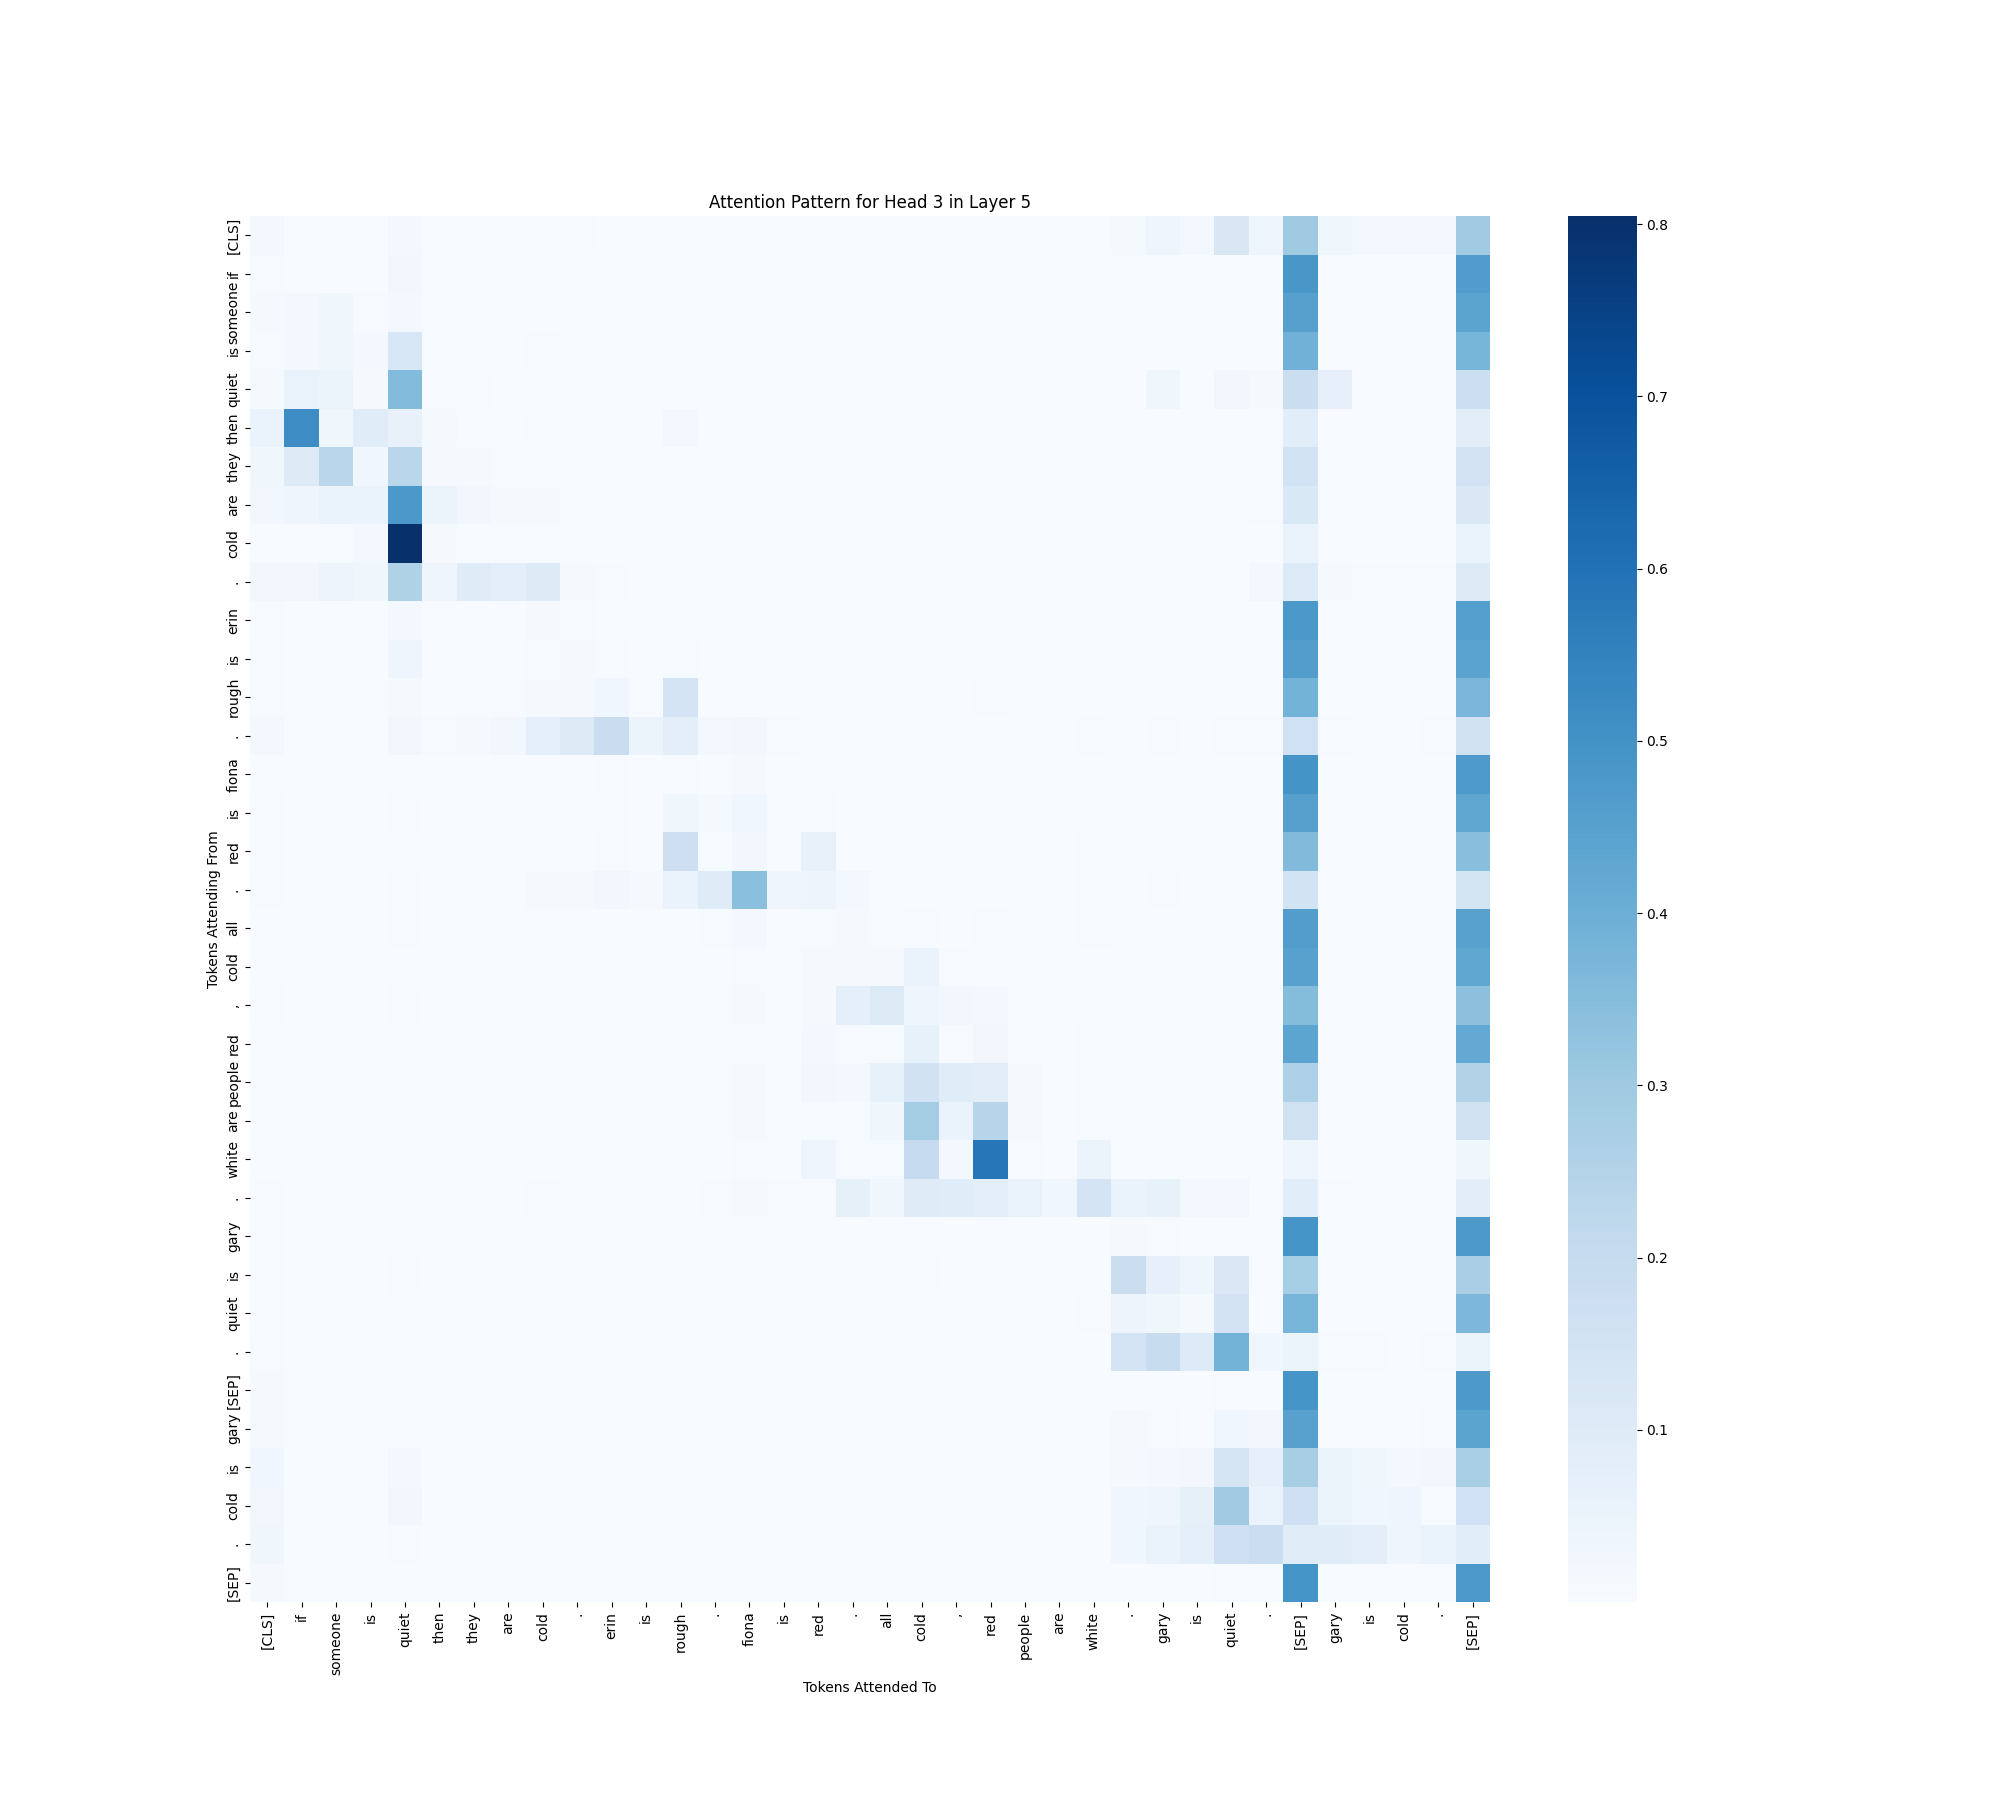 Attention Pattern for Head 3 in Layer 5
Tokens Attending From
[CLS]
if
someone
is
quiet
then
they
are
cold
.
erin
is
rough
.
fiona
is
red
.
all
cold
,
red
people
are
white
.
gary
is
quiet
.
[SEP]
gary
is
cold
.
[SEP]
[CLS] if someone is quiet then they are cold . erin is rough . fiona is red . all cold , red people are white . gary is quiet . [SEP] gary is cold . [SEP]
Tokens Attended To
0.8
0.7
0.6
0.5
0.4
0.3
0.2
0.1